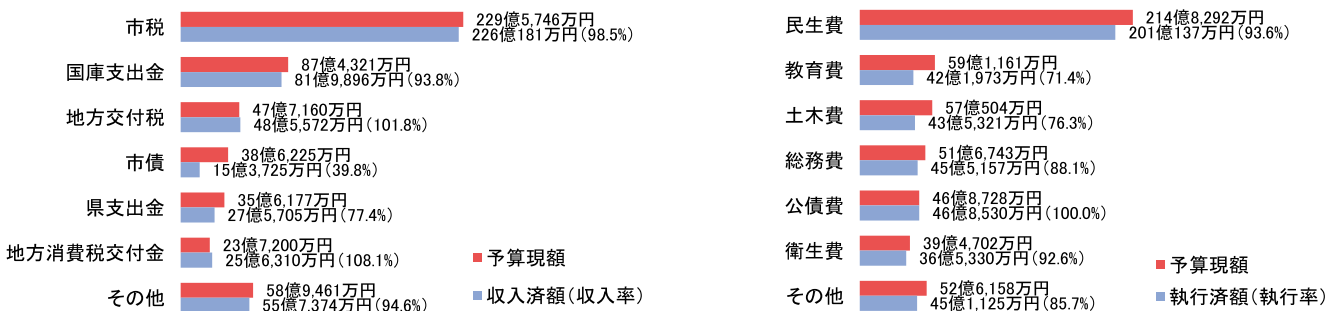 市税
229億5,746万円
226億181万円(98.5%)
国庫支出金
87億4,321万円
81億9,896万円(93.8%)
地方交付税
47億7,160万円
48億5,572万円(101.8%)
市債
38億6,225万円
15億3,725万円(39.8%)
県支出金
35億6,177万円
27億5,705万円(77.4%)
地方消費税交付金
23億7,200万円
25億6,310万円(108.1%)
その他
58億9,461万円
55億7,374万円(94.6%)
予算現額
収入済額(収入率)
民生費
214億8,292万円
201億137万円(93.6%)
教育費
59億1,161万円
42億1,973万円(71.4%)
土木費
57億504万円
43億5,321万円(76.3%)
総務費
51億6,743万円
45億5,157万円(88.1%)
公債費
46億8,728万円
46億8,530万円(100.0%)
衛生費
39億4,702万円
36億5,330万円(92.6%)
その他
52億6,158万円
45億1,125万円(85.7%)
予算現額
執行済額(執行率)